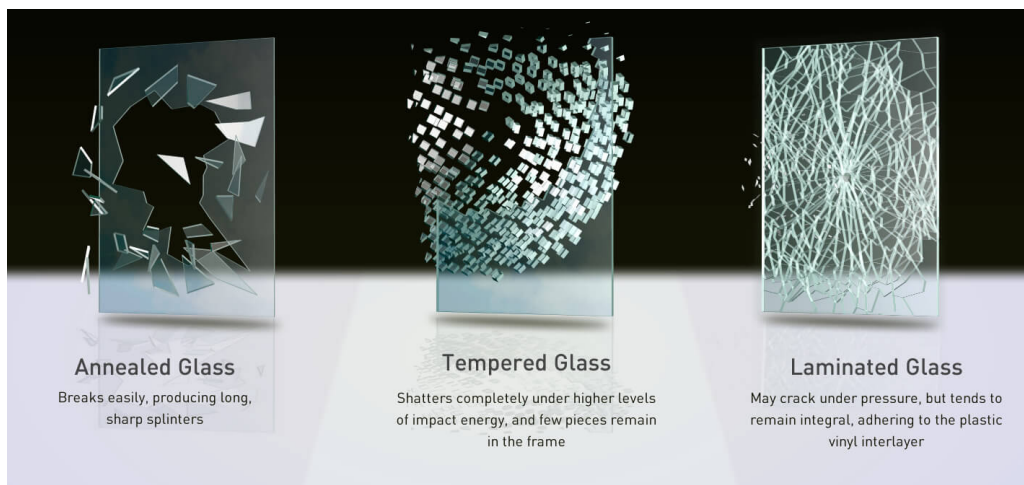 Annealed Glass
Breaks easily, producing long,
sharp splinters
Tempered Glass
Shatters completely under higher levels
of impact energy, and few pieces remain
in the frame
Laminated Glass
May crack under pressure, but tends to
remain integral, adhering to the plastic
vinyl interlayer